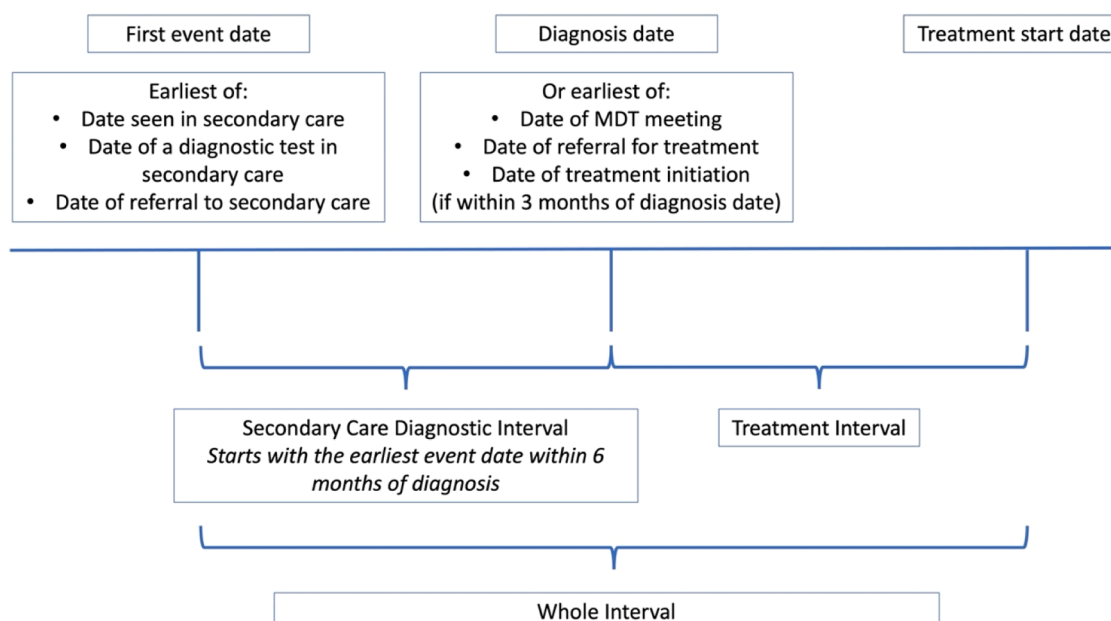 First event date
Diagnosis date
Treatment start date
Earliest of:
• Date seen in secondary care
• Date of a diagnostic test in
secondary care
• Date of referral to secondary care
Or earliest of:
• Date of MDT meeting
• Date of referral for treatment
• Date of treatment initiation
(if within 3 months of diagnosis date)
Secondary Care Diagnostic Interval
Starts with the earliest event date within 6
months of diagnosis
Treatment Interval
Whole Interval